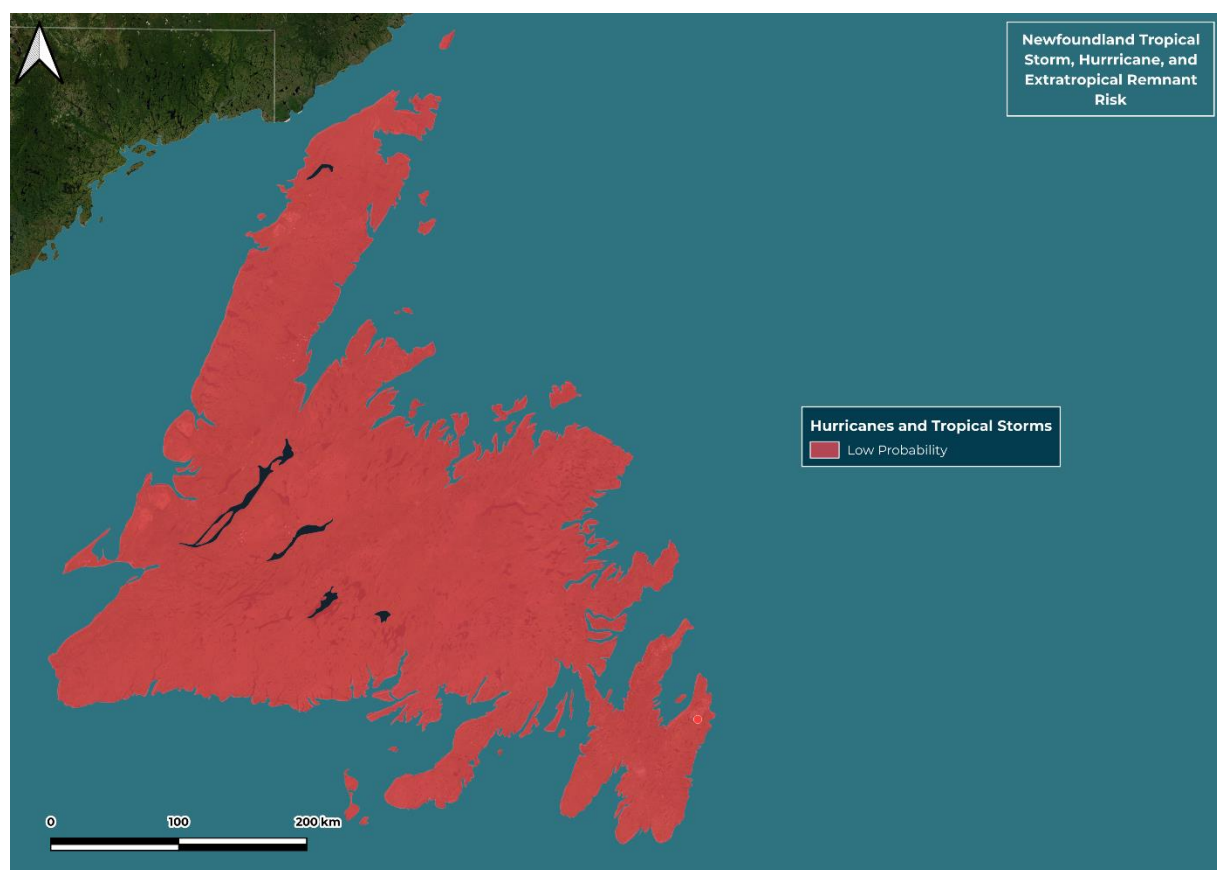 Newfoundland Tropical
Storm, Hurrricane, and
Extratropical Remnant
Risk
Hurricanes and Tropical Storms
Low Probability
0 100 200 km